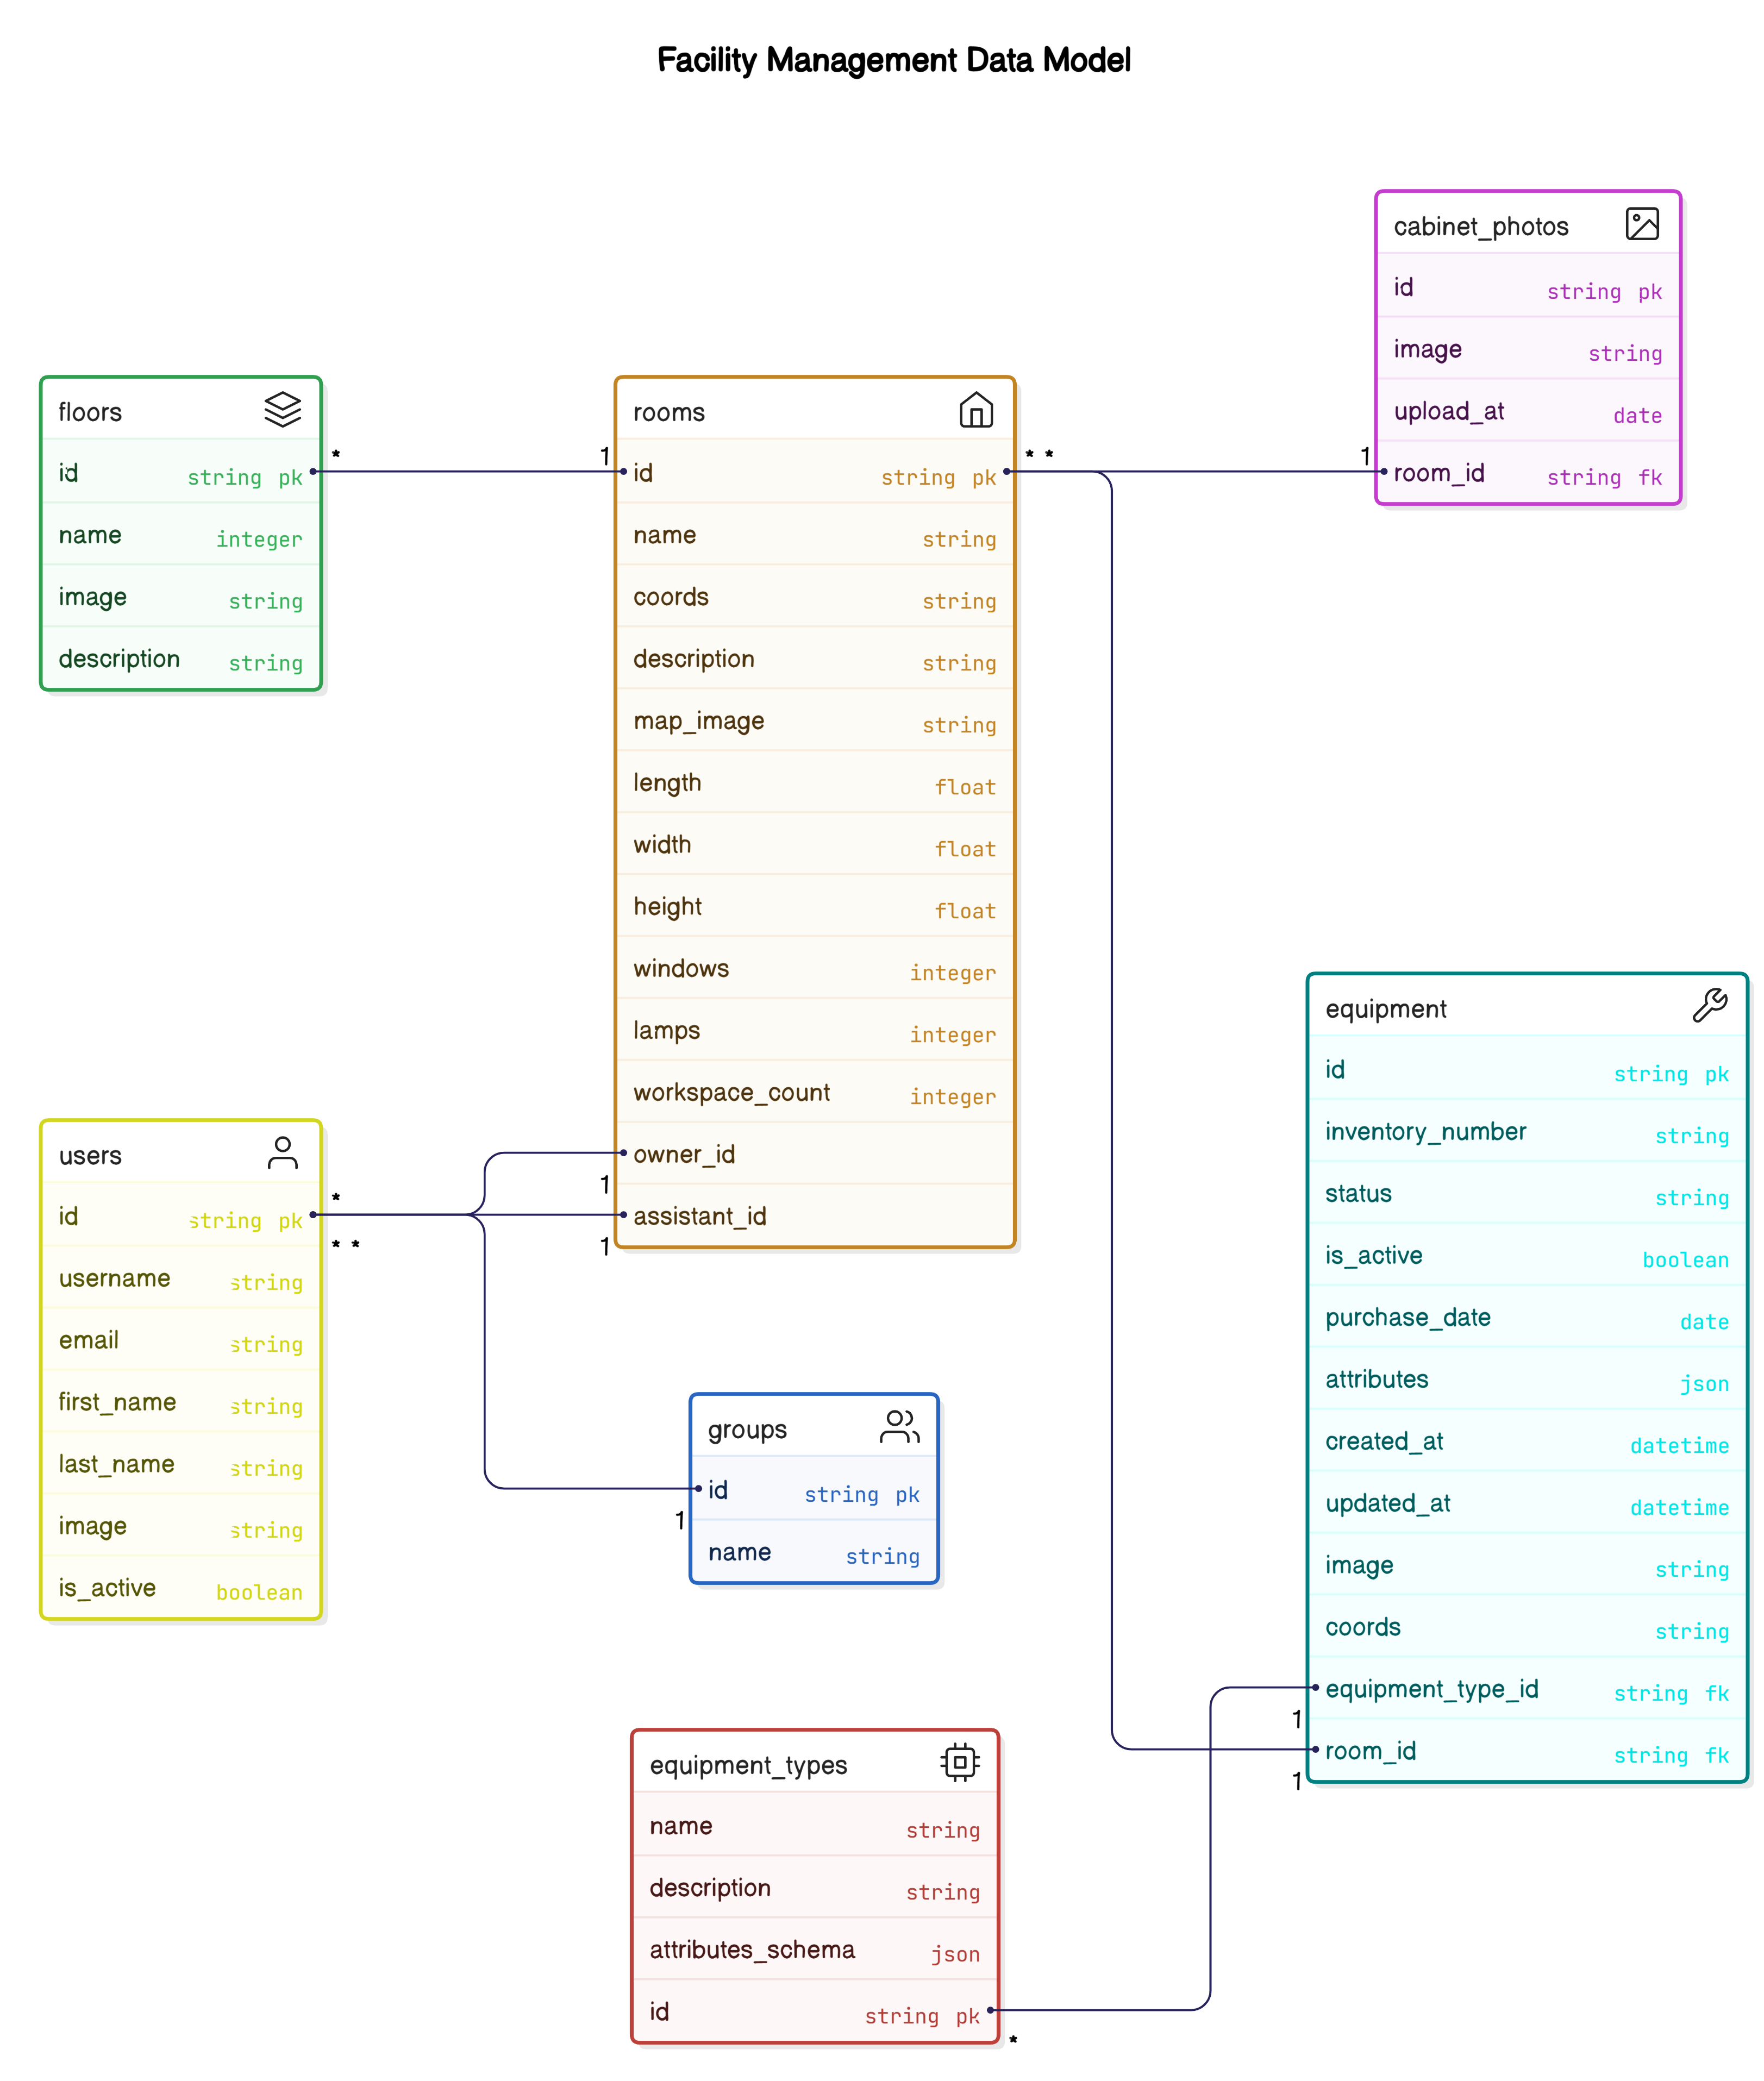 Facility Management Data Model
cabinet_photos
id string pk
image string
upload_at date
room_id string fk
1
floors
id string pk
name integer
image string
description string
*
1
rooms
id string pk
name string
coords string
description string
map_image string
length float
width float
height float
windows integer
lamps integer
workspace_count integer
owner_id
assistant_id
* *
1
1
users
id string pk
username string
email string
first_name string
last_name string
image string
is_active boolean
*
* *
groups
id string pk
name string
1
equipment
id string pk
inventory_number string
status string
is_active boolean
purchase_date date
attributes json
created_at datetime
updated_at datetime
image string
coords string
equipment_type_id string fk
room_id string fk
1
1
equipment_types
name string
description string
attributes_schema json
id string pk
*